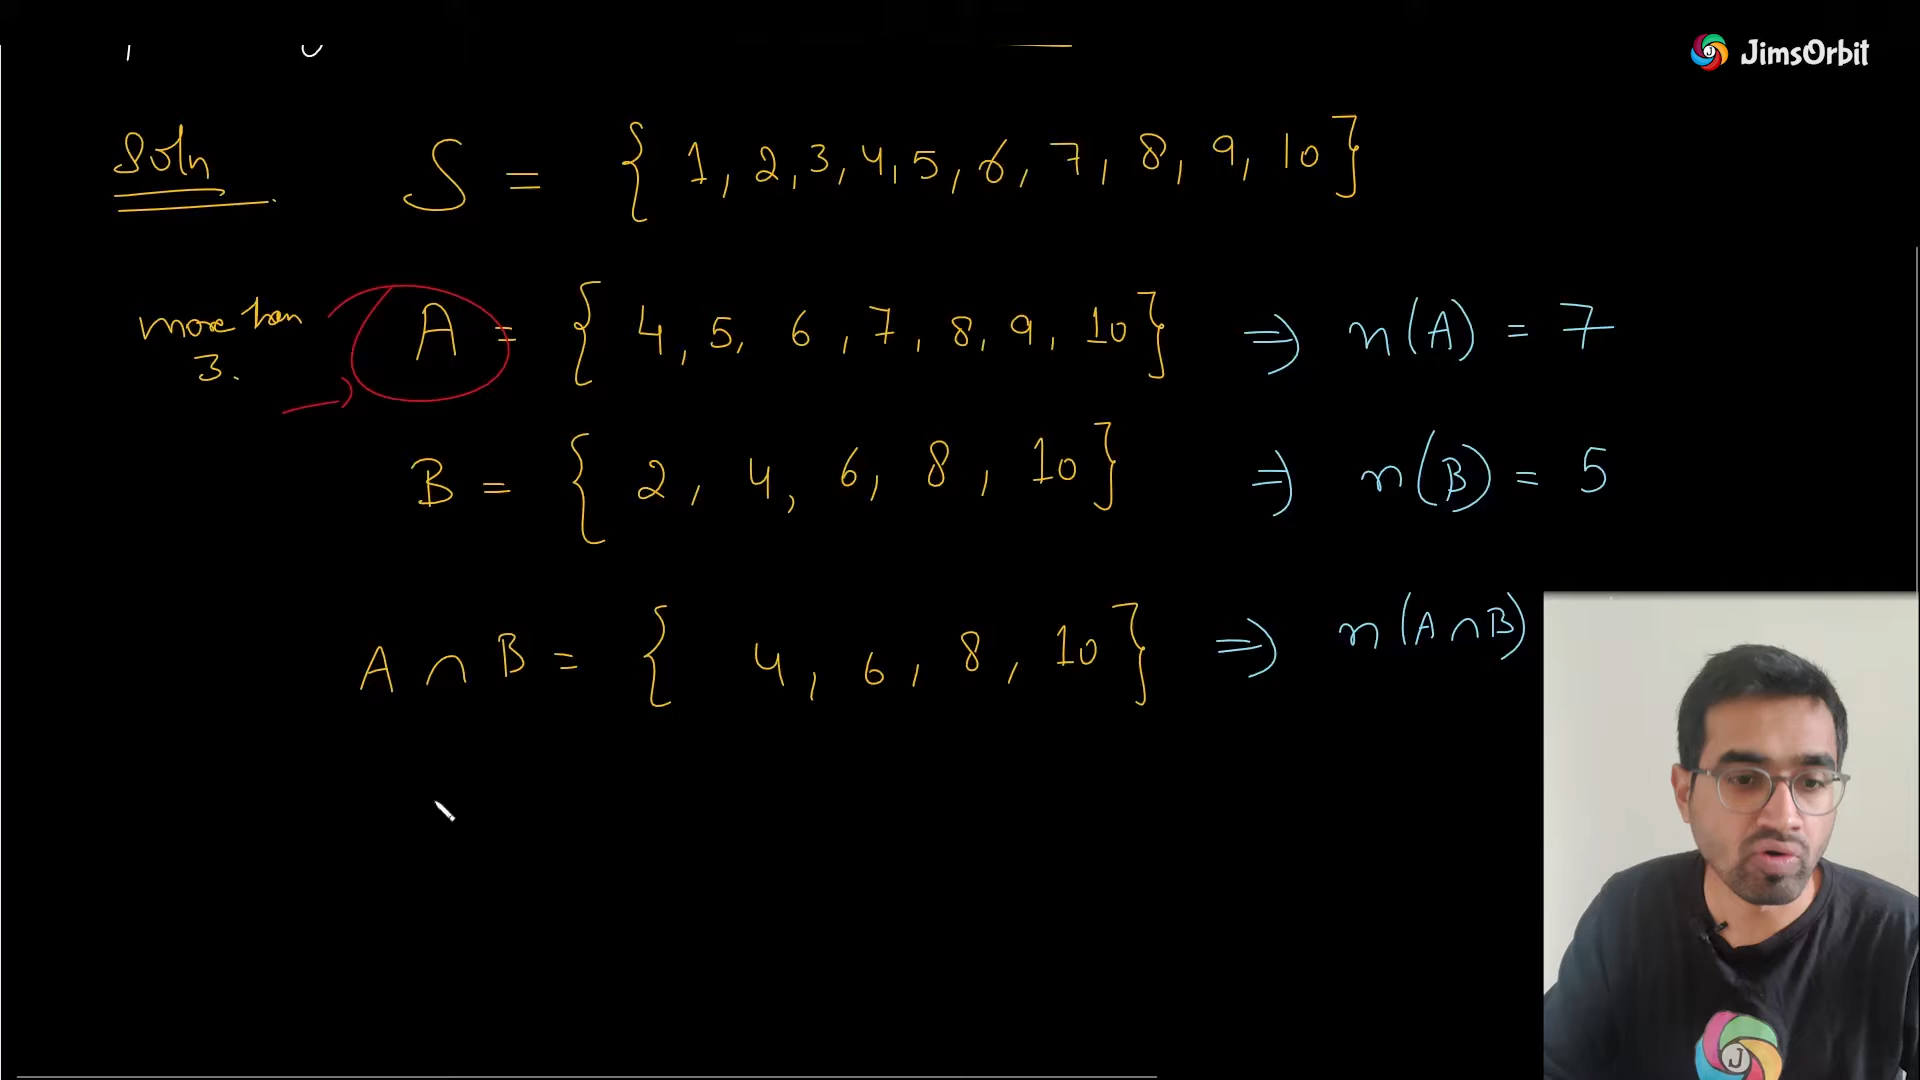 JimsOrbit
Soln S = { 1, 2, 3, 4, 5, 6, 7, 8, 9, 10 }
more than 3. A = { 4, 5, 6, 7, 8, 9, 10 } ⇒ n(A) = 7
B = { 2, 4, 6, 8, 10 } ⇒ n(B) = 5
A ∩ B = { 4, 6, 8, 10 } ⇒ n(A ∩ B)
J